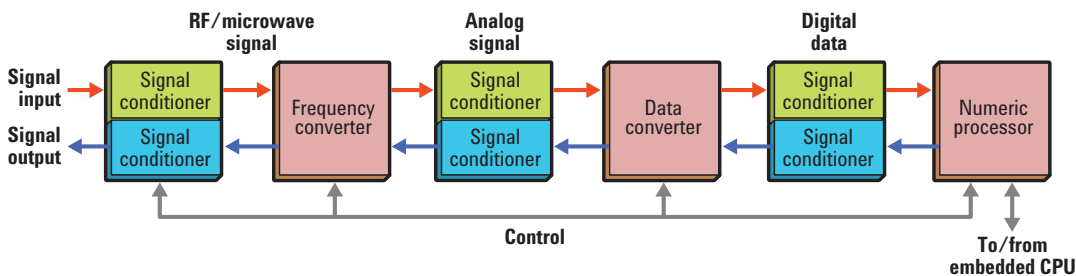 RF/microwave
signal
Analog
signal
Digital
data
Signal
input
Signal
conditioner
Frequency
converter
Signal
conditioner
Data
converter
Signal
conditioner
Numeric
processor
Signal
output
Signal
conditioner
Signal
conditioner
Signal
conditioner
Control
To/from
embedded CPU